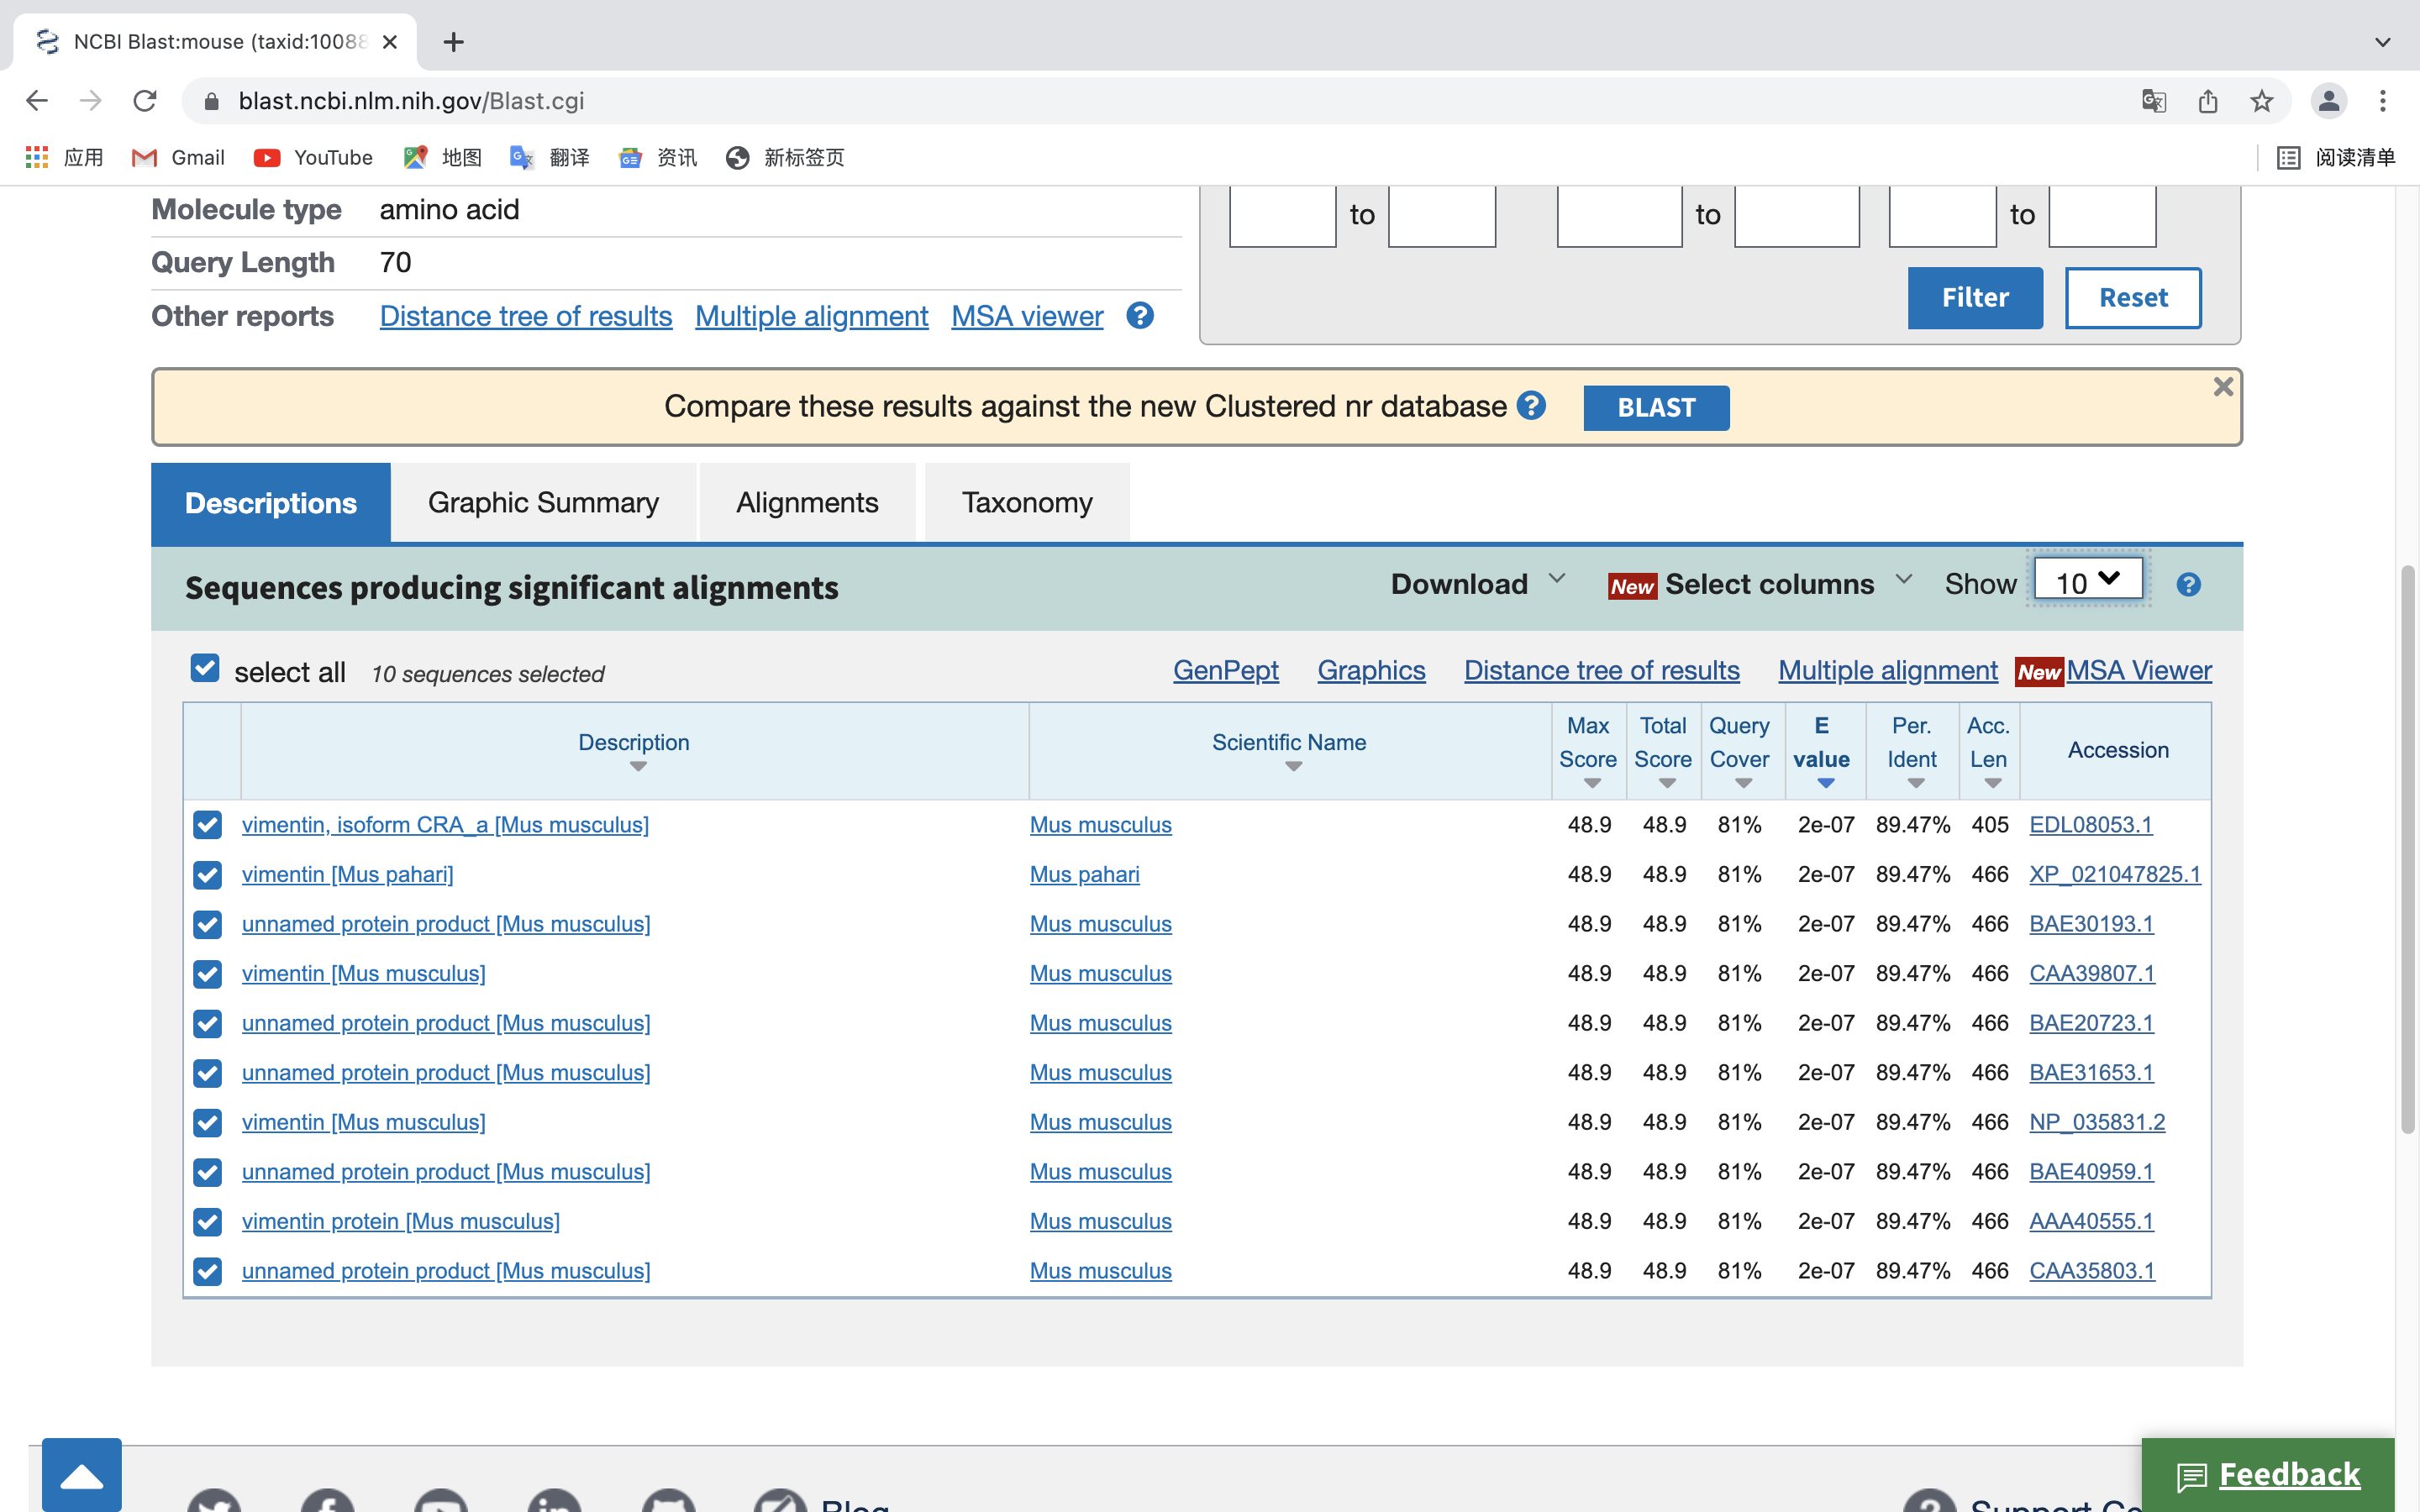 NCBI Blast:mouse (taxid:10088
blast.ncbi.nlm.nih.gov/Blast.cgi
应用 Gmail YouTube 地图 翻译 资讯 新标签页 阅读清单
Molecule type amino acid
to to to
Query Length 70
Filter Reset
Other reports Distance tree of results Multiple alignment MSA viewer ?
Compare these results against the new Clustered nr database ? BLAST
Descriptions Graphic Summary Alignments Taxonomy
Sequences producing significant alignments Download New Select columns Show 10 ?
select all 10 sequences selected GenPept Graphics Distance tree of results Multiple alignment New MSA Viewer
Description Scientific Name Max Score Total Score Query Cover E value Per. Ident Acc. Len Accession
vimentin, isoform CRA_a [Mus musculus] Mus musculus 48.9 48.9 81% 2e-07 89.47% 405 EDL08053.1
vimentin [Mus pahari] Mus pahari 48.9 48.9 81% 2e-07 89.47% 466 XP_021047825.1
unnamed protein product [Mus musculus] Mus musculus 48.9 48.9 81% 2e-07 89.47% 466 BAE30193.1
vimentin [Mus musculus] Mus musculus 48.9 48.9 81% 2e-07 89.47% 466 CAA39807.1
unnamed protein product [Mus musculus] Mus musculus 48.9 48.9 81% 2e-07 89.47% 466 BAE20723.1
unnamed protein product [Mus musculus] Mus musculus 48.9 48.9 81% 2e-07 89.47% 466 BAE31653.1
vimentin [Mus musculus] Mus musculus 48.9 48.9 81% 2e-07 89.47% 466 NP_035831.2
unnamed protein product [Mus musculus] Mus musculus 48.9 48.9 81% 2e-07 89.47% 466 BAE40959.1
vimentin protein [Mus musculus] Mus musculus 48.9 48.9 81% 2e-07 89.47% 466 AAA40555.1
unnamed protein product [Mus musculus] Mus musculus 48.9 48.9 81% 2e-07 89.47% 466 CAA35803.1
Feedback
Blog Support